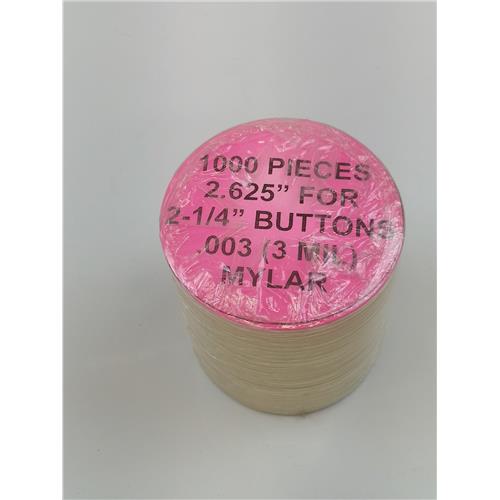 1000 PIECES
2.625” FOR
2-1/4” BUTTONS
.003 (3 MIL)
MYLAR